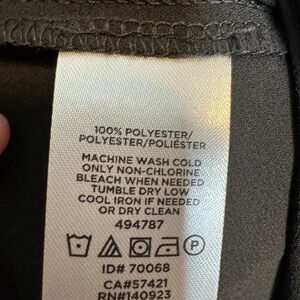 100% POLYESTER/
POLYESTER/POLIÉSTER
MACHINE WASH COLD
ONLY NON-CHLORINE
BLEACH WHEN NEEDED
TUMBLE DRY LOW
COOL IRON IF NEEDED
OR DRY CLEAN
494787
P
ID# 70068
CA#57421
RN#140923